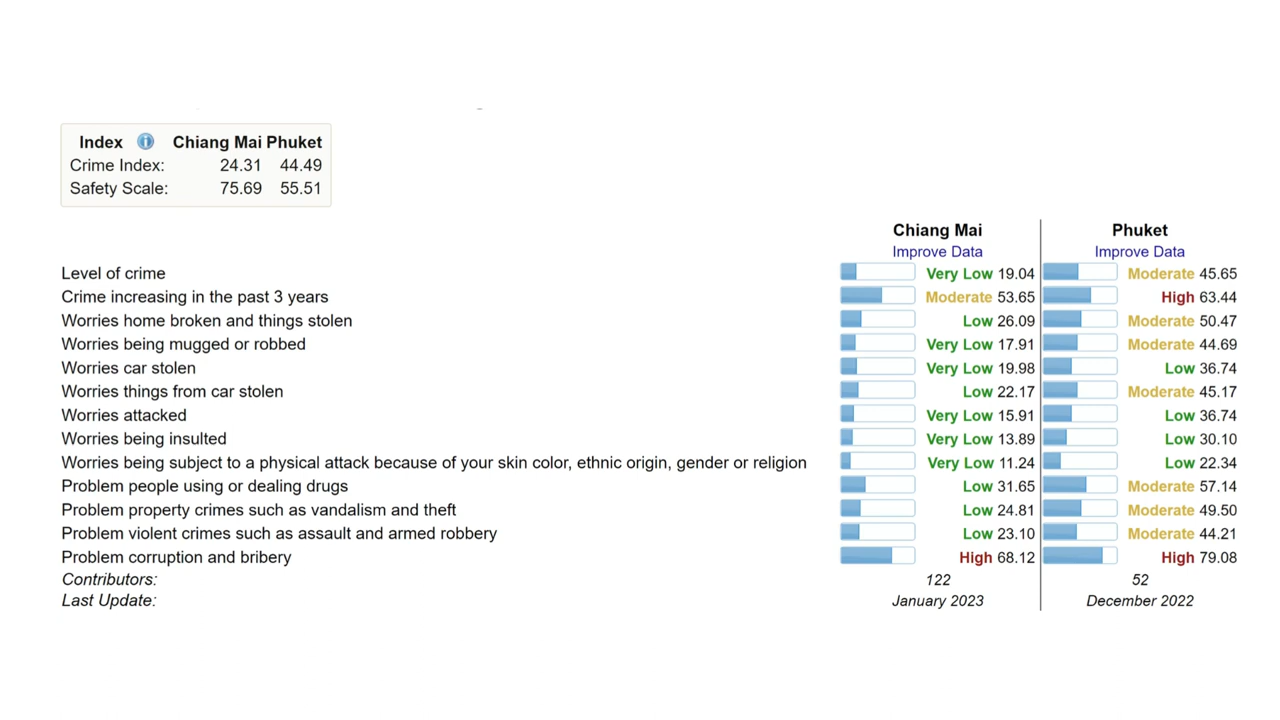 Index Chiang Mai Phuket
Crime Index: 24.31 44.49
Safety Scale: 75.69 55.51
Chiang Mai Phuket
Improve Data Improve Data
Level of crime Very Low 19.04 Moderate 45.65
Crime increasing in the past 3 years Moderate 53.65 High 63.44
Worries home broken and things stolen Low 26.09 Moderate 50.47
Worries being mugged or robbed Very Low 17.91 Moderate 44.69
Worries car stolen Very Low 19.98 Low 36.74
Worries things from car stolen Low 22.17 Moderate 45.17
Worries attacked Very Low 15.91 Low 36.74
Worries being insulted Very Low 13.89 Low 30.10
Worries being subject to a physical attack because of your skin color, ethnic origin, gender or religion Very Low 11.24 Low 22.34
Problem people using or dealing drugs Low 31.65 Moderate 57.14
Problem property crimes such as vandalism and theft Low 24.81 Moderate 49.50
Problem violent crimes such as assault and armed robbery Low 23.10 Moderate 44.21
Problem corruption and bribery High 68.12 High 79.08
Contributors: 122 52
Last Update: January 2023 December 2022